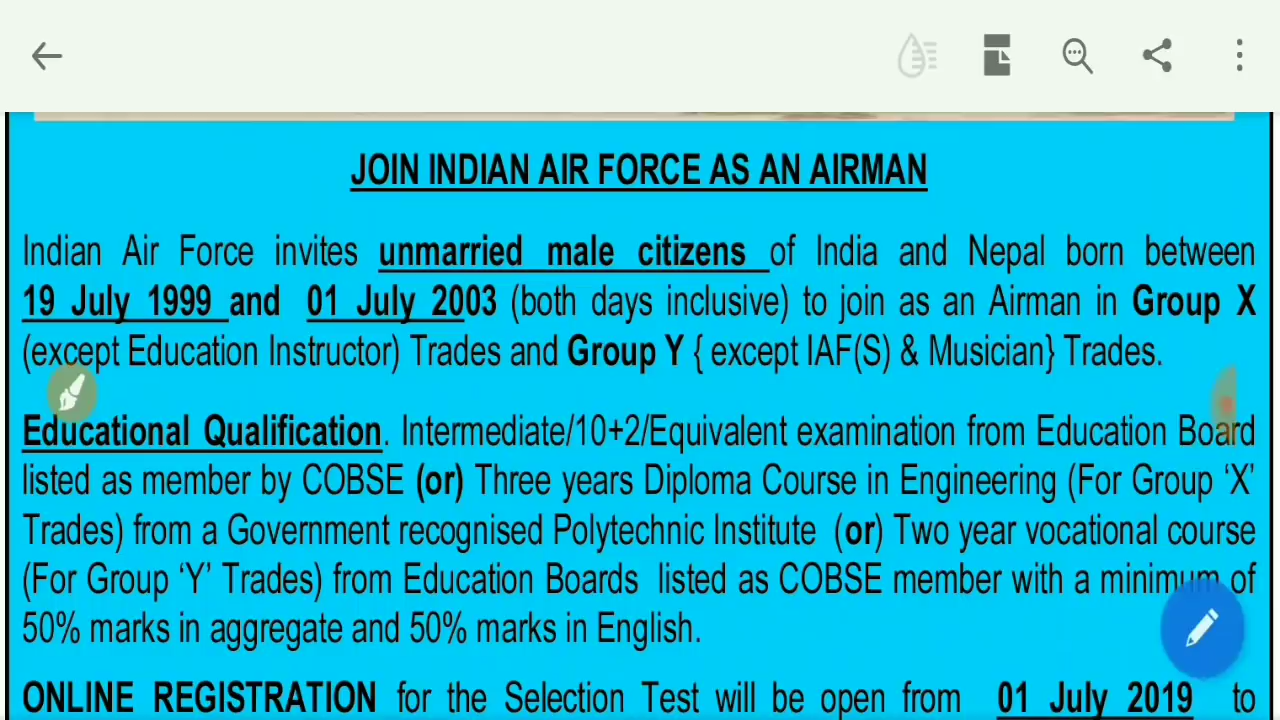 JOIN INDIAN AIR FORCE AS AN AIRMAN
Indian Air Force invites unmarried male citizens of India and Nepal born between
19 July 1999 and 01 July 2003 (both days inclusive) to join as an Airman in Group X
(except Education Instructor) Trades and Group Y { except IAF(S) & Musician} Trades.
Educational Qualification. Intermediate/10+2/Equivalent examination from Education Board
listed as member by COBSE (or) Three years Diploma Course in Engineering (For Group ‘X’
Trades) from a Government recognised Polytechnic Institute (or) Two year vocational course
(For Group ‘Y’ Trades) from Education Boards listed as COBSE member with a minimum of
50% marks in aggregate and 50% marks in English.
ONLINE REGISTRATION for the Selection Test will be open from 01 July 2019 to